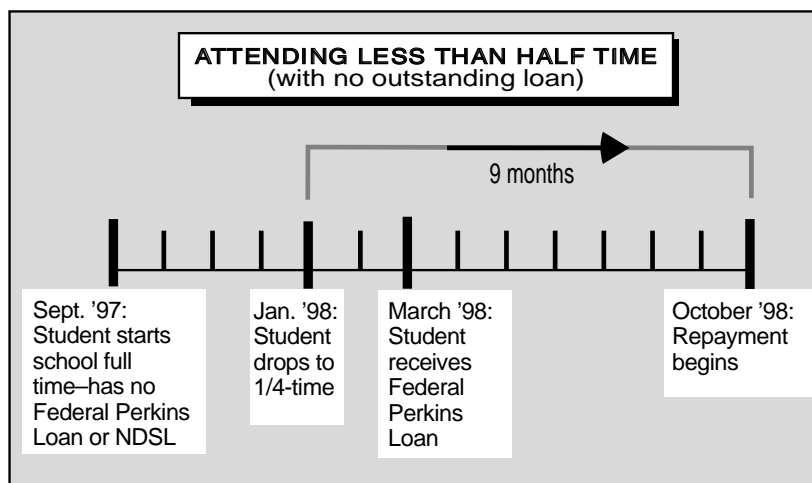 ATTENDING LESS THAN HALF TIME
(with no outstanding loan)
9 months
Sept. ’97:
Student starts
school full
time–has no
Federal Perkins
Loan or NDSL
Jan. ’98:
Student
drops to
1/4-time
March ’98:
Student
receives
Federal
Perkins
Loan
October ’98:
Repayment
begins